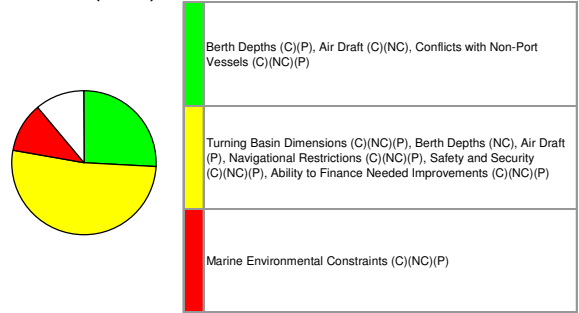 Berth Depths (C)(P), Air Draft (C)(NC), Conflicts with Non-Port
Vessels (C)(NC)(P)
Turning Basin Dimensions (C)(NC)(P), Berth Depths (NC), Air Draft
(P), Navigational Restrictions (C)(NC)(P), Safety and Security
(C)(NC)(P), Ability to Finance Needed Improvements (C)(NC)(P)
Marine Environmental Constraints (C)(NC)(P)